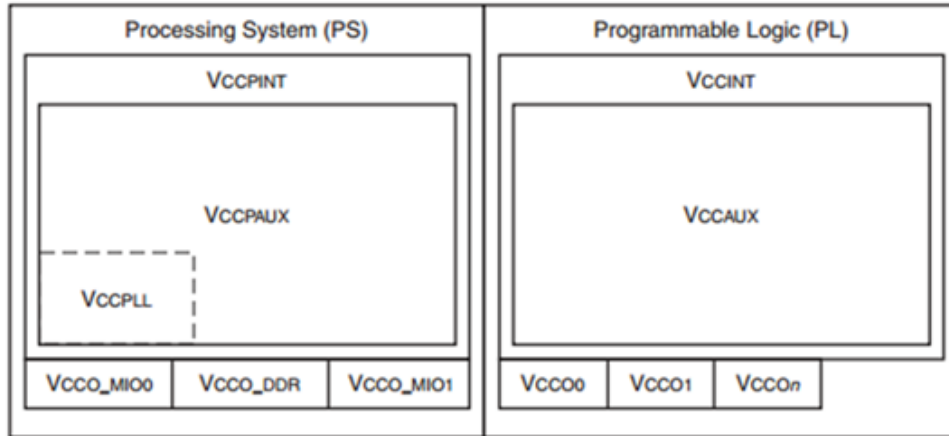 Processing System (PS)
Programmable Logic (PL)
VCCPINT
VCCINT
VCCPAUX
VCCAUX
VCCPLL
VCCO_MIO0
VCCO_DDR
VCCO_MIO1
VCCO0
VCCO1
VCCOn